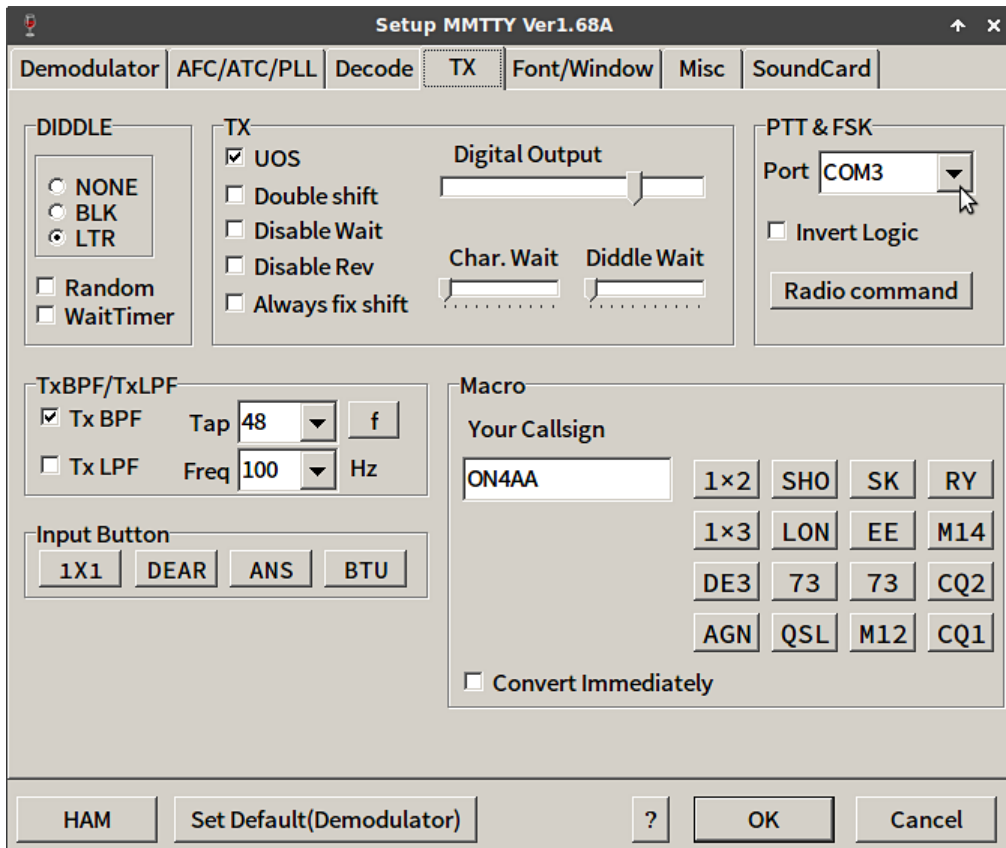 Setup MMTTY Ver1.68A
Demodulator AFC/ATC/PLL Decode TX Font/Window Misc SoundCard
DIDDLE
NONE
BLK
LTR
Random
WaitTimer
TX
UOS
Double shift
Disable Wait
Disable Rev
Always fix shift
Digital Output
Char. Wait Diddle Wait
PTT & FSK
Port COM3
Invert Logic
Radio command
TxBPF/TxLPF
Tx BPF Tap 48 f
Tx LPF Freq 100 Hz
Input Button
1X1 DEAR ANS BTU
Macro
Your Callsign
ON4AA
1×2 SHO SK RY
1×3 LON EE M14
DE3 73 73 CQ2
AGN QSL M12 CQ1
Convert Immediately
HAM Set Default(Demodulator) ? OK Cancel